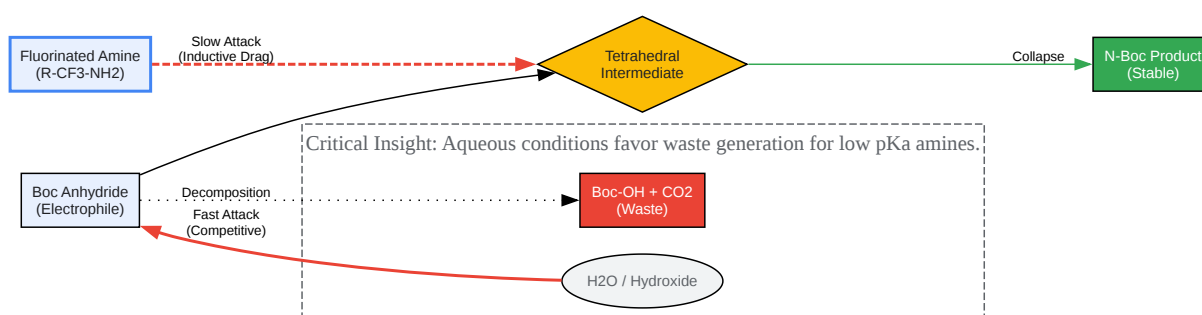 Fluorinated Amine
(R-CF3-NH2)
Slow Attack
(Inductive Drag)
Tetrahedral
Intermediate
Collapse
N-Boc Product
(Stable)
Critical Insight: Aqueous conditions favor waste generation for low pKa amines.
Boc Anhydride
(Electrophile)
Decomposition
Boc-OH + CO2
(Waste)
Fast Attack
(Competitive)
H2O / Hydroxide